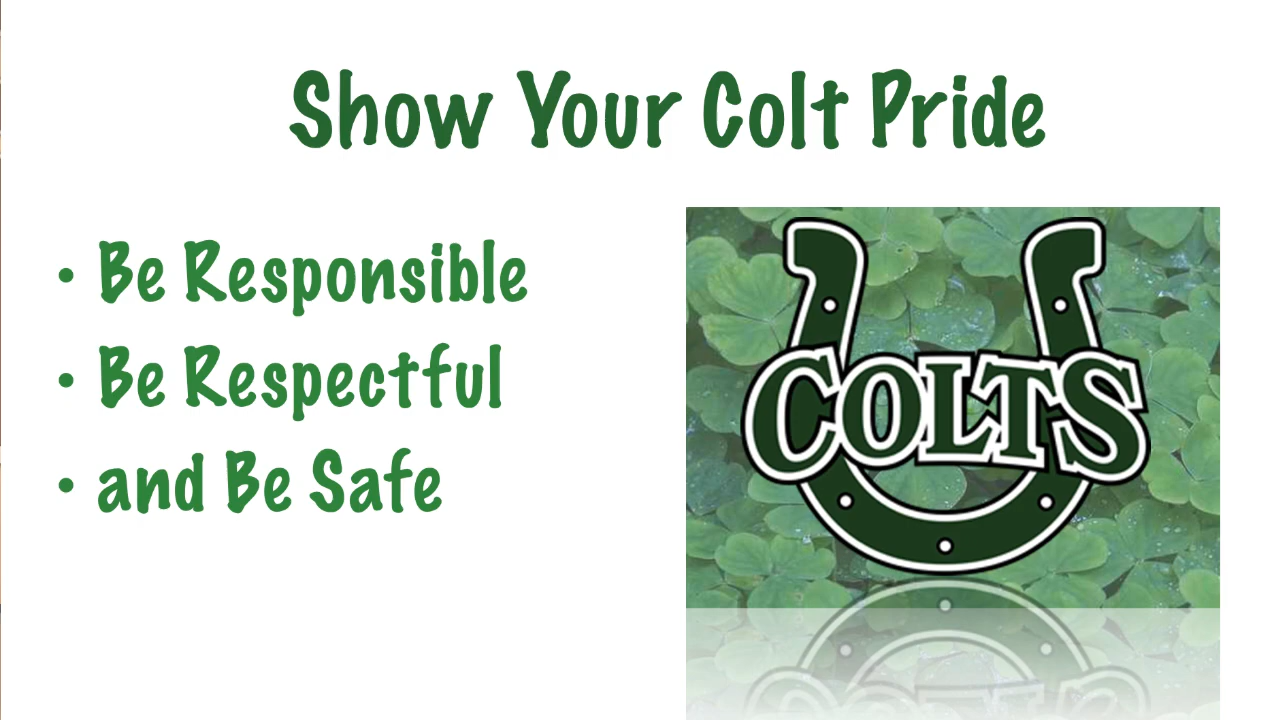 Show Your Colt Pride
• Be Responsible
• Be Respectful
• and Be Safe
COLTS